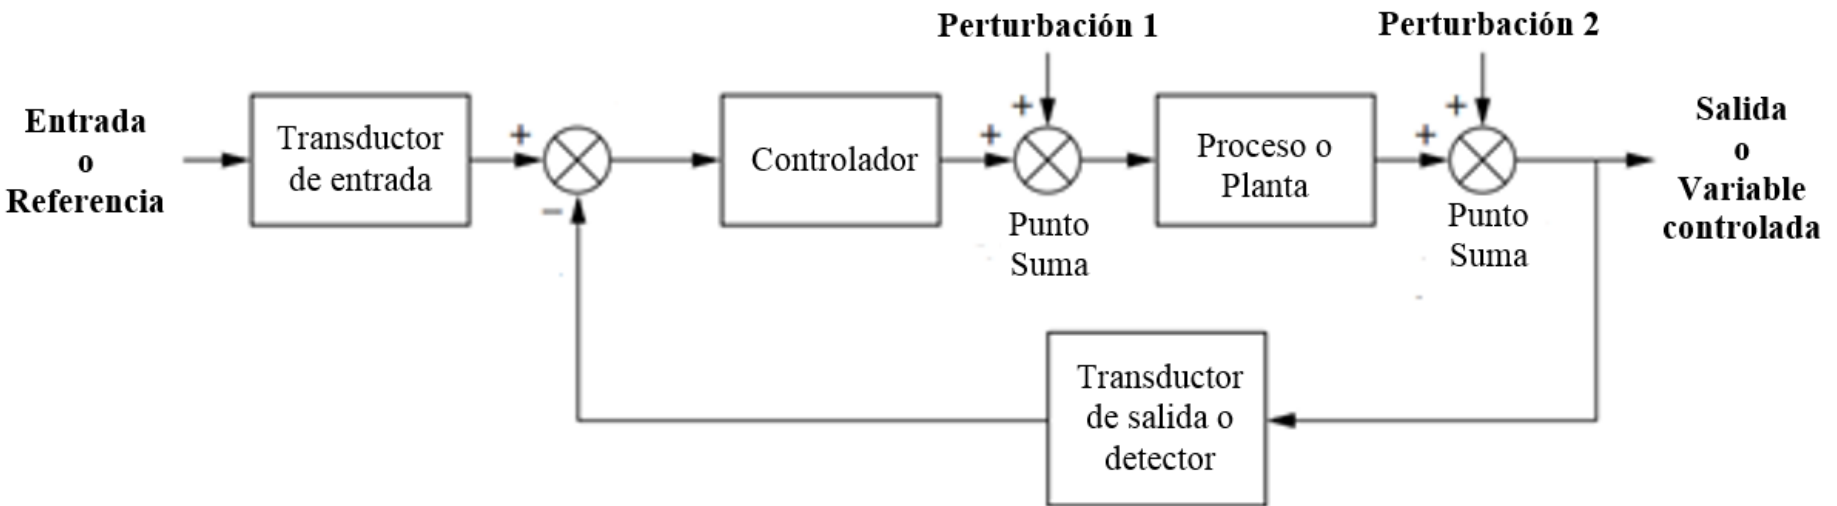 Perturbación 1
Perturbación 2
Entrada
o
Referencia
Transductor
de entrada
+
−
Controlador
+
+
Punto
Suma
Proceso o
Planta
+
+
Punto
Suma
Salida
o
Variable
controlada
Transductor
de salida o
detector